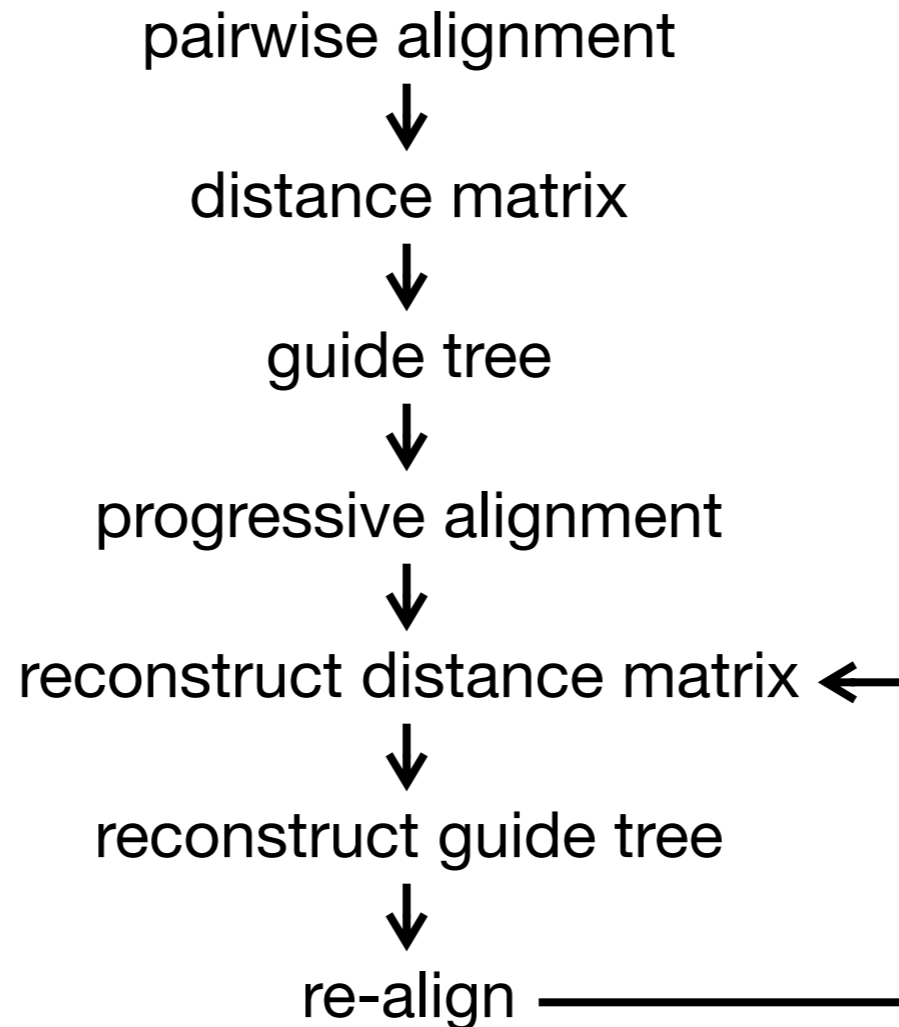 pairwise alignment
distance matrix
guide tree
progressive alignment
reconstruct distance matrix
reconstruct guide tree
re-align